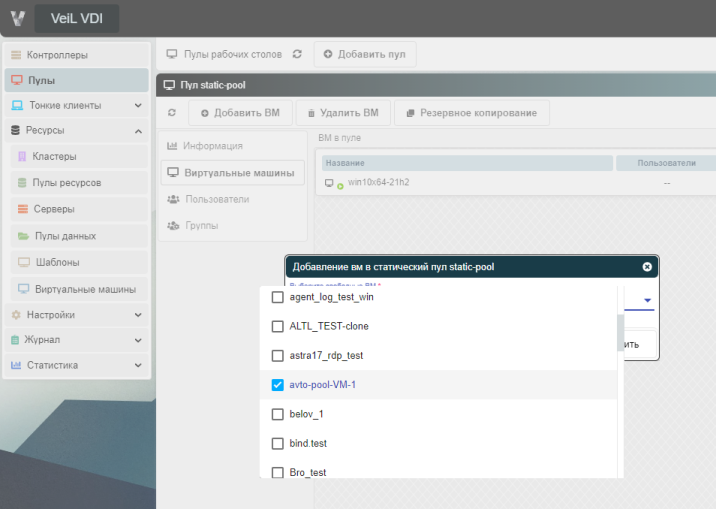 VeiL VDI
Контроллеры
Пулы
Тонкие клиенты
Ресурсы
Кластеры
Пулы ресурсов
Серверы
Пулы данных
Шаблоны
Виртуальные машины
Настройки
Журнал
Статистика
Пулы рабочих столов
Добавить пул
Пул static-pool
Добавить ВМ
Удалить ВМ
Резервное копирование
Информация
Виртуальные машины
Пользователи
Группы
ВМ в пуле
Название
Пользователи
win10x64-21h2
--
Добавление вм в статический пул static-pool
agent_log_test_win
ALTL_TEST-clone
astra17_rdp_test
avto-pool-VM-1
belov_1
bind.test
Bro_test
ить